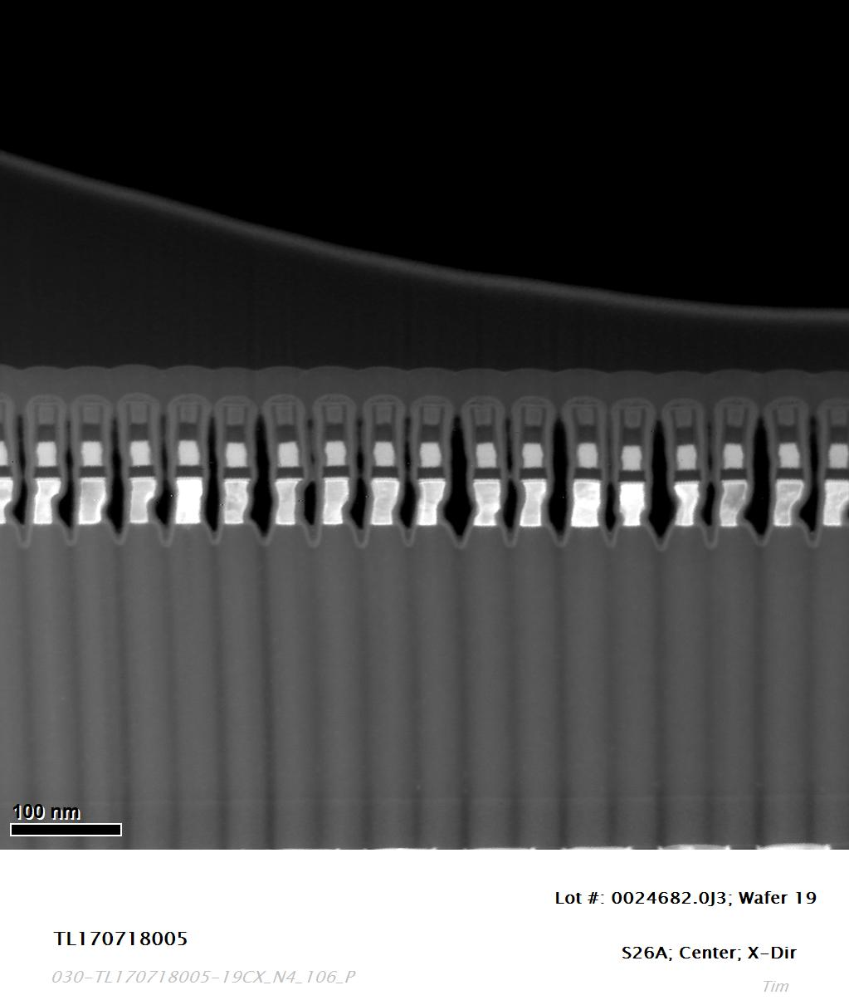 100 nm
Lot #: 0024682.0J3; Wafer 19
TL170718005
S26A; Center; X-Dir
030-TL170718005-19CX_N4_106_P
Tim